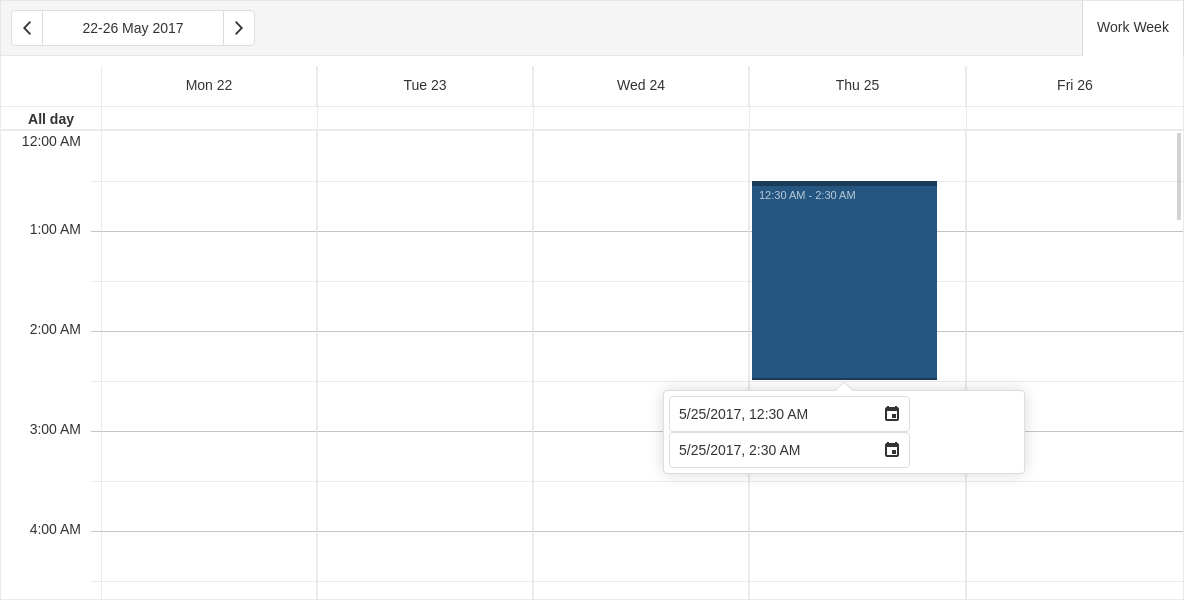 22-26 May 2017
Work Week
Mon 22
Tue 23
Wed 24
Thu 25
Fri 26
All day
12:00 AM
12:30 AM - 2:30 AM
1:00 AM
2:00 AM
5/25/2017, 12:30 AM
3:00 AM
5/25/2017, 2:30 AM
4:00 AM